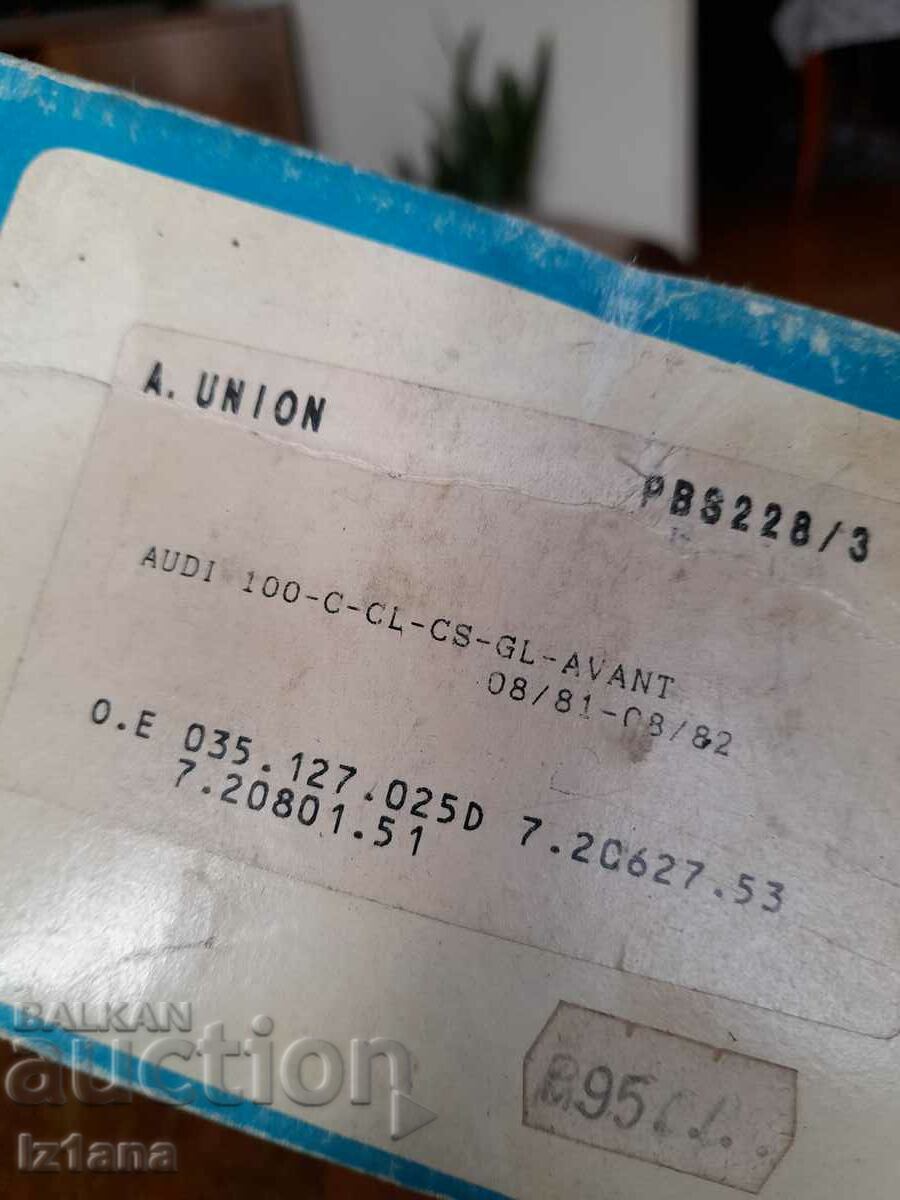 A. UNION
PBS228/3
AUDI 100-C-CL-CS-GL-AVANT
08/81-08/82
O.E 035.127.025D 7.20627.53
7.20801.51
BALKAN
auction
iz1ana